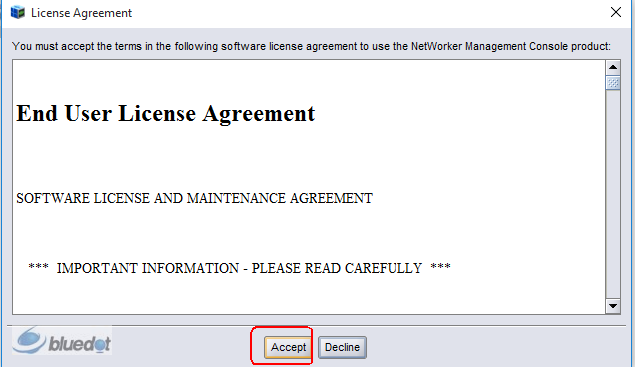 License Agreement
You must accept the terms in the following software license agreement to use the NetWorker Management Console product:
End User License Agreement
SOFTWARE LICENSE AND MAINTENANCE AGREEMENT
*** IMPORTANT INFORMATION - PLEASE READ CAREFULLY ***
bluedot
Accept
Decline